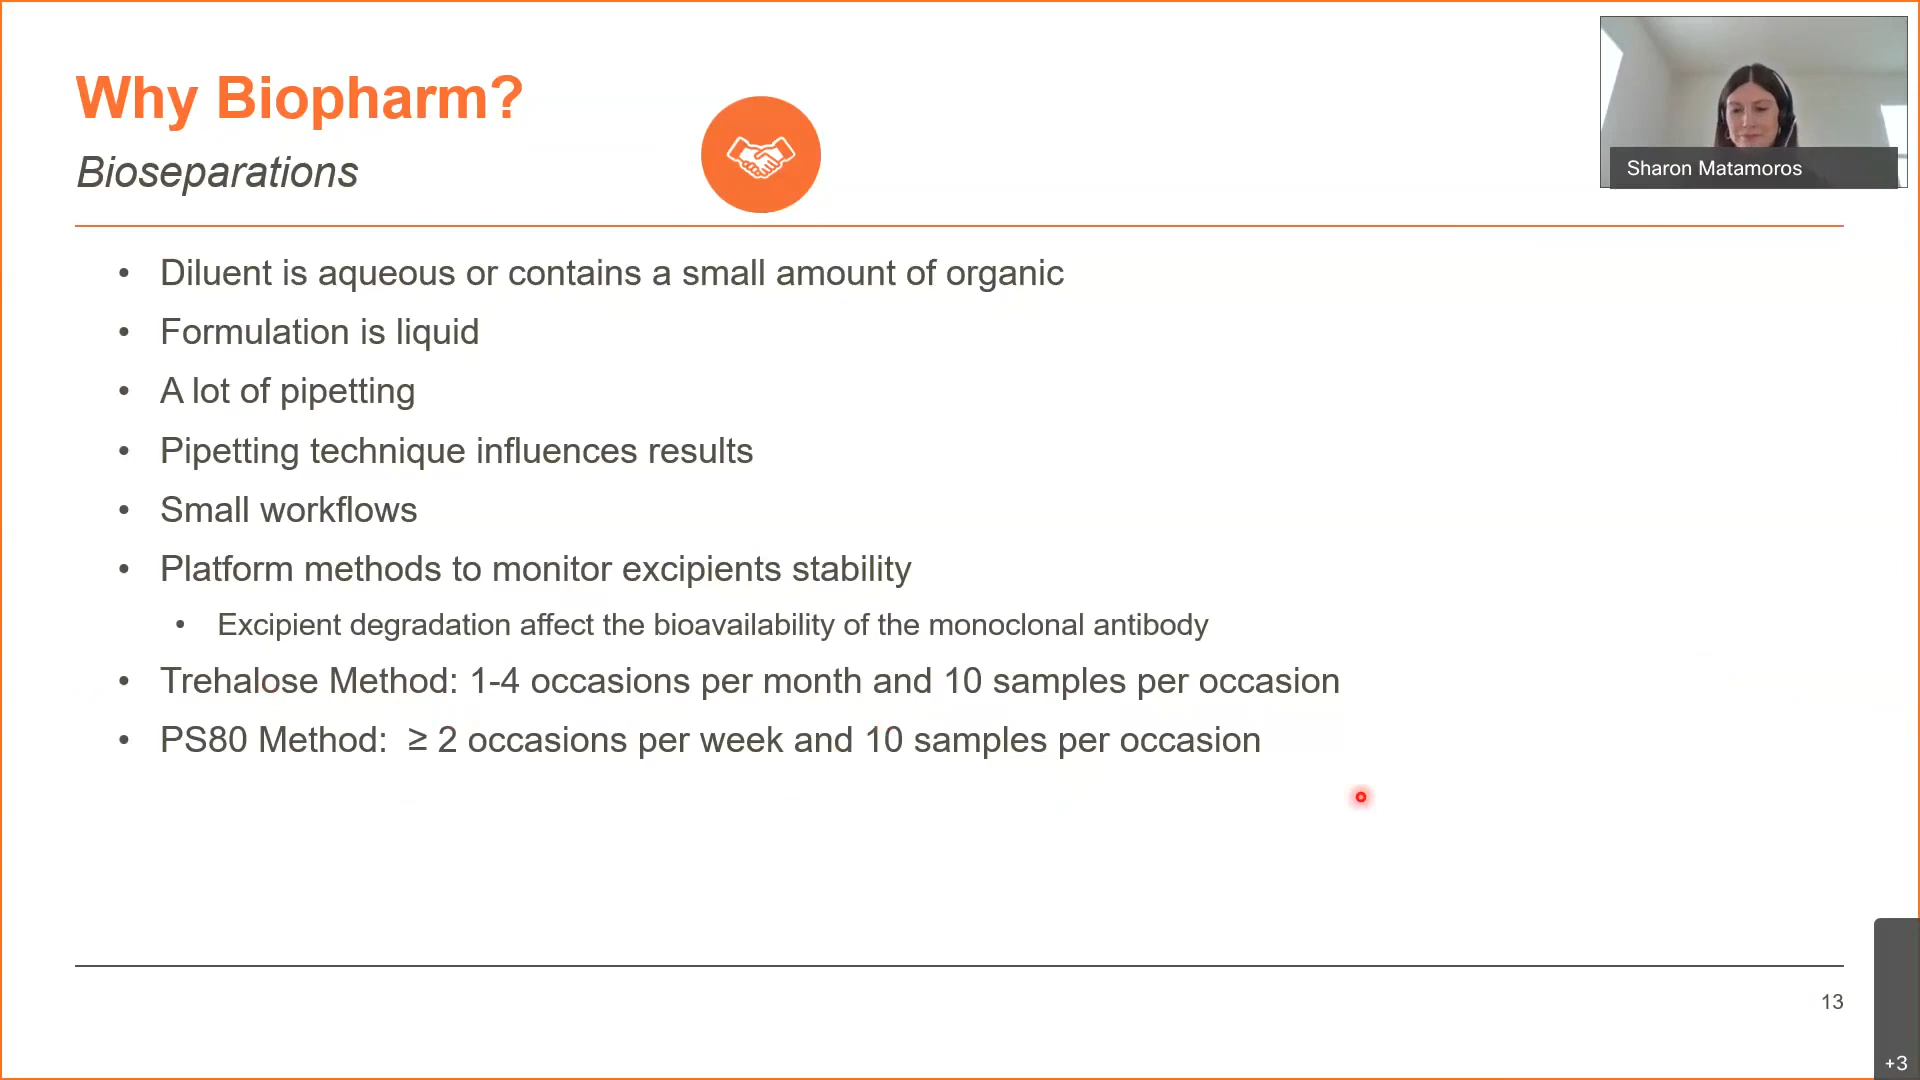 Why Biopharm?
Bioseparations
Sharon Matamoros
• Diluent is aqueous or contains a small amount of organic
• Formulation is liquid
• A lot of pipetting
• Pipetting technique influences results
• Small workflows
• Platform methods to monitor excipients stability
• Excipient degradation affect the bioavailability of the monoclonal antibody
• Trehalose Method: 1-4 occasions per month and 10 samples per occasion
• PS80 Method:  ≥ 2 occasions per week and 10 samples per occasion
13
+3